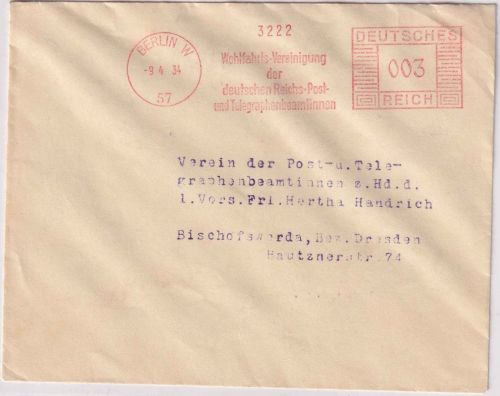 3222
BERLIN W
-9 4 34
57
Wohlfahrts-Vereinigung
der
deutschen Reichs-Post-
und Telegraphenbeamtinnen
DEUTSCHES
003
REICH
Verein der Post-u.Tele-
graphenbeamtinnen z.Hd.d.
1.Vors.Frl.Hertha Handrich
Bischofswerda,Bez.Dresden
Bautznerstr.74